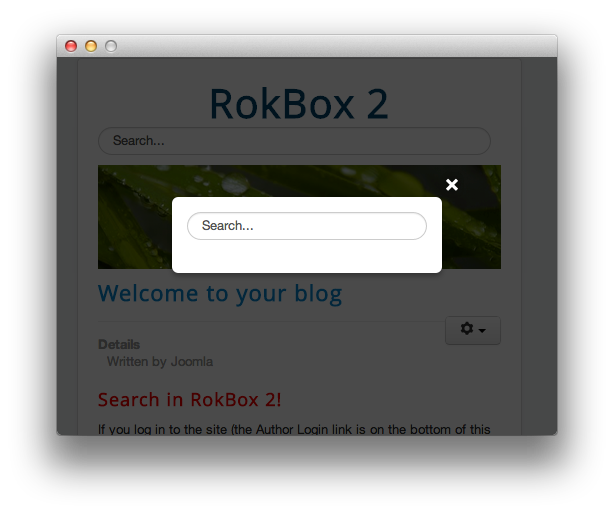 RokBox 2
Search...
Search...
Welcome to your blog
Details
Written by Joomla
Search in RokBox 2!
If you log in to the site (the Author Login link is on the bottom of this